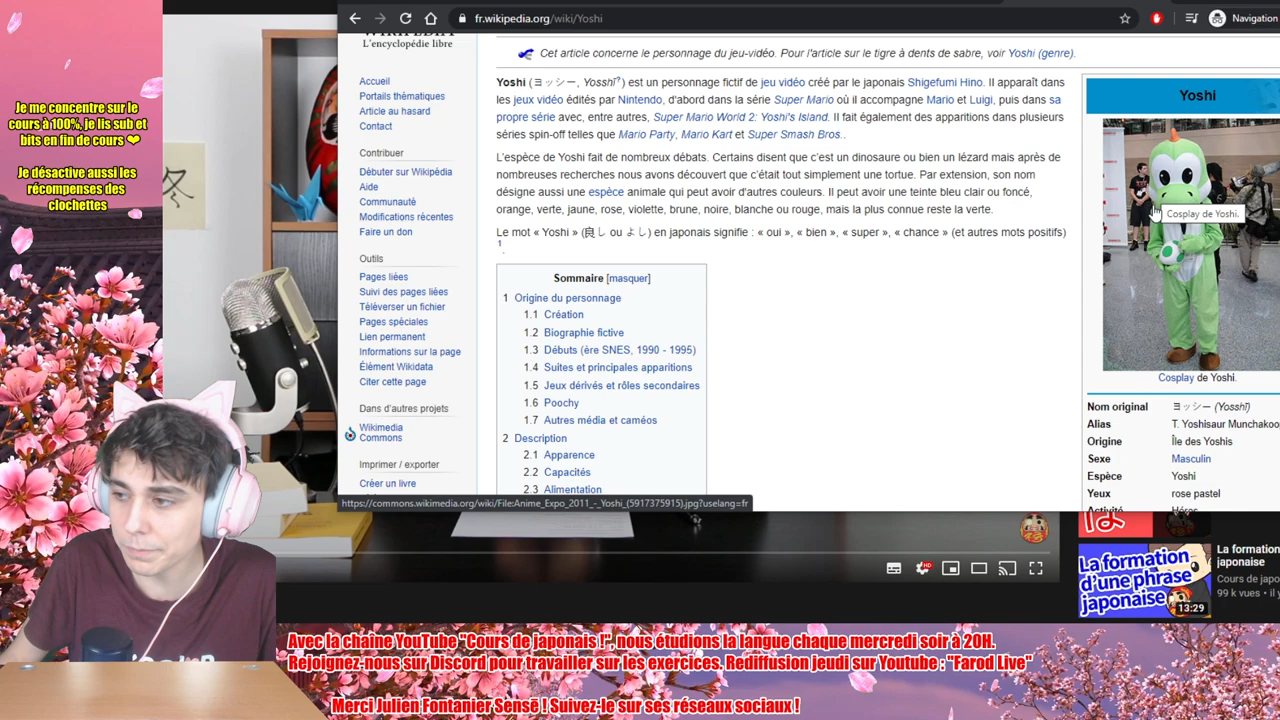 Je me concentre sur le
cours à 100%, je lis sub et
bits en fin de cours ❤
Je désactive aussi les
récompenses des
clochettes
fr.wikipedia.org/wiki/Yoshi
Navigation
WIKIPÉDIA
L'encyclopédie libre
Accueil
Portails thématiques
Article au hasard
Contact
Contribuer
Débuter sur Wikipédia
Aide
Communauté
Modifications récentes
Faire un don
Outils
Pages liées
Suivi des pages liées
Téléverser un fichier
Pages spéciales
Lien permanent
Informations sur la page
Élément Wikidata
Citer cette page
Dans d'autres projets
Wikimedia
Commons
Imprimer / exporter
Créer un livre
Cet article concerne le personnage du jeu-vidéo. Pour l'article sur le tigre à dents de sabre, voir Yoshi (genre).
Yoshi (ヨッシー, Yosshī?) est un personnage fictif de jeu vidéo créé par le japonais Shigefumi Hino. Il apparaît dans
les jeux vidéo édités par Nintendo, d'abord dans la série Super Mario où il accompagne Mario et Luigi, puis dans sa
propre série avec, entre autres, Super Mario World 2: Yoshi's Island. Il fait également des apparitions dans plusieurs
séries spin-off telles que Mario Party, Mario Kart et Super Smash Bros..
L'espèce de Yoshi fait de nombreux débats. Certains disent que c'est un dinosaure ou bien un lézard mais après de
nombreuses recherches nous avons découvert que c'était tout simplement une tortue. Par extension, son nom
désigne aussi une espèce animale qui peut avoir d'autres couleurs. Il peut avoir une teinte bleu clair ou foncé,
orange, verte, jaune, rose, violette, brune, noire, blanche ou rouge, mais la plus connue reste la verte.
Le mot « Yoshi » (良し ou よし) en japonais signifie : « oui », « bien », « super », « chance » (et autres mots positifs)
1
.
Sommaire [masquer]
1 Origine du personnage
1.1 Création
1.2 Biographie fictive
1.3 Débuts (ère SNES, 1990 - 1995)
1.4 Suites et principales apparitions
1.5 Jeux dérivés et rôles secondaires
1.6 Poochy
1.7 Autres média et caméos
2 Description
2.1 Apparence
2.2 Capacités
2.3 Alimentation
Yoshi
Cosplay de Yoshi.
Cosplay de Yoshi.
Nom original ヨッシー (Yosshī)
Alias T. Yoshisaur Munchakoo
Origine Île des Yoshis
Sexe Masculin
Espèce Yoshi
Yeux rose pastel
Activité Héros
https://commons.wikimedia.org/wiki/File:Anime_Expo_2011_-_Yoshi_(5917375915).jpg?uselang=fr
HD
は
La formation
d'une phrase
japonaise
13:29
La formation
japonaise
Cours de japo
99 k vues • il y
Avec la chaîne YouTube "Cours de japonais !", nous étudions la langue chaque mercredi soir à 20H.
Rejoignez-nous sur Discord pour travailler sur les exercices. Rediffusion jeudi sur Youtube : "Farod Live"
Merci Julien Fontanier Sensë ! Suivez-le sur ses réseaux sociaux !